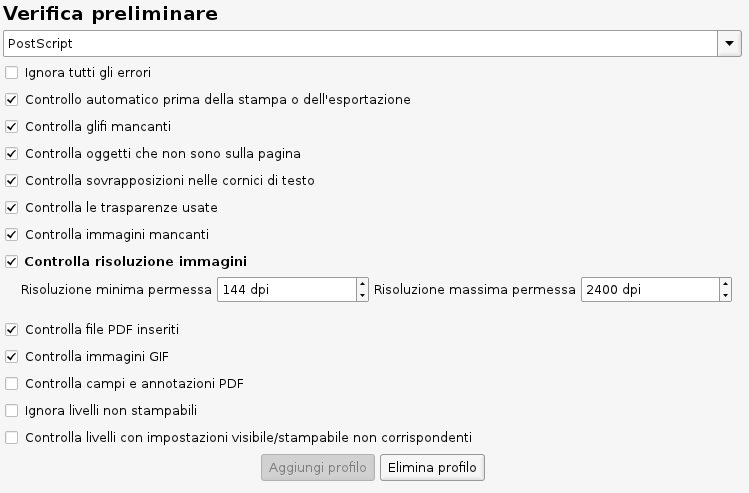 Verifica preliminare
PostScript
Ignora tutti gli errori
Controllo automatico prima della stampa o dell'esportazione
Controlla glifi mancanti
Controlla oggetti che non sono sulla pagina
Controlla sovrapposizioni nelle cornici di testo
Controlla le trasparenze usate
Controlla immagini mancanti
Controlla risoluzione immagini
Risoluzione minima permessa 144 dpi Risoluzione massima permessa 2400 dpi
Controlla file PDF inseriti
Controlla immagini GIF
Controlla campi e annotazioni PDF
Ignora livelli non stampabili
Controlla livelli con impostazioni visibile/stampabile non corrispondenti
Aggiungi profilo Elimina profilo